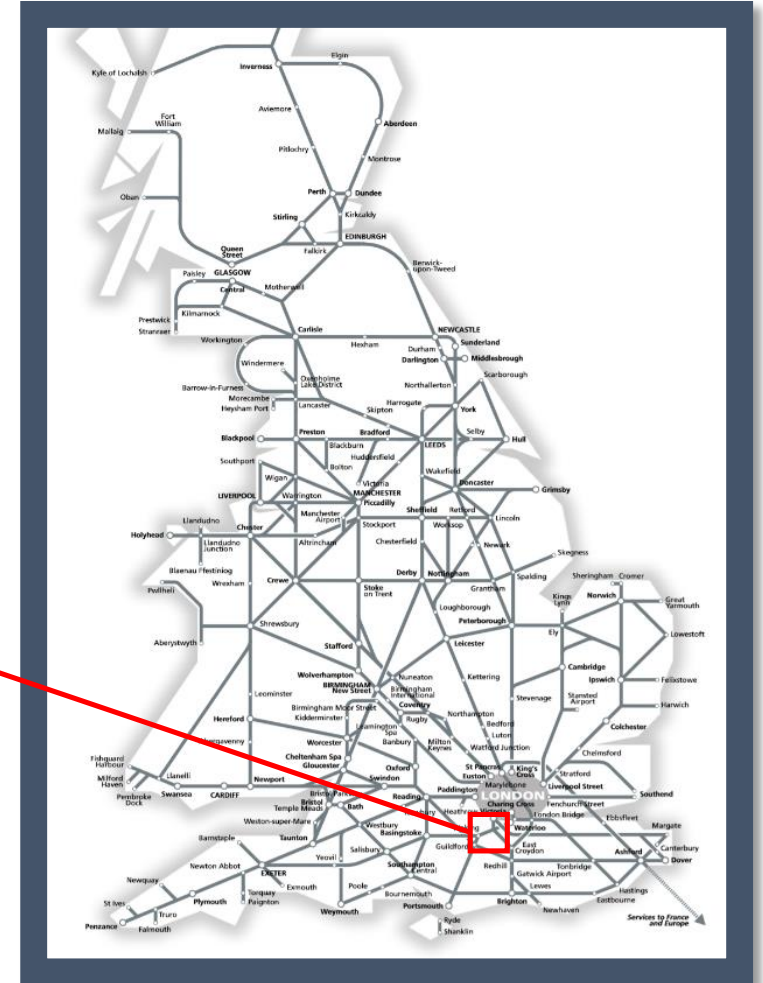 Kyle of Lochalsh
Inverness
Elgin
Aviemore
Aberdeen
Fort
William
Mallaig
Pitlochry
Montrose
Perth
Dundee
Oban
Stirling
Kirkcaldy
EDINBURGH
Queen
Street
Falkirk
Berwick-
upon-Tweed
Paisley
GLASGOW
Central
Motherwell
Prestwick
Kilmarnock
Stranraer
Carlisle
NEWCASTLE
Workington
Hexham
Durham
Sunderland
Darlington
Middlesbrough
Windermere
Scarborough
Oxenholme
Lake District
Barrow-in-Furness
Northallerton
Morecambe
Lancaster
Harrogate
Heysham Port
Skipton
York
Blackpool
Preston
Bradford
Selby
Hull
Blackburn
LEEDS
Huddersfield
Southport
Bolton
Wakefield
Wigan
Victoria
MANCHESTER
Doncaster
Grimsby
LIVERPOOL
Warrington
Piccadilly
Manchester
Airport
Sheffield
Retford
Lincoln
Llandudno
Stockport
Worksop
Holyhead
Chester
Llandudno
Junction
Altrincham
Chesterfield
Newark
Skegness
Blaenau Ffestiniog
Derby
Nottingham
Spalding
Sheringham
Cromer
Pwllheli
Wrexham
Crewe
Stoke
on Trent
Grantham
Kings
Lynn
Norwich
Great
Yarmouth
Loughborough
Peterborough
Shrewsbury
Ely
Lowestoft
Aberystwyth
Stafford
Leicester
Wolverhampton
Nuneaton
Kettering
Cambridge
BIRMINGHAM
New Street
Birmingham
International
Ipswich
Felixstowe
Leominster
Birmingham Moor Street
Coventry
Stevenage
Stansted
Airport
Harwich
Kidderminster
Rugby
Northampton
Hereford
Leamington
Spa
Bedford
Colchester
Worcester
Banbury
Milton
Keynes
Luton
Abergavenny
Watford Junction
Chelmsford
Cheltenham Spa
Gloucester
Oxford
St Pancras
King's
Cross
Fishguard
Harbour
Euston
Stratford
Llanelli
Newport
Swindon
Marylebone
Liverpool Street
Milford
Haven
Paddington
LONDON
Southend
Pembroke
Dock
Swansea
CARDIFF
Bristol Parkway
Reading
Charing Cross
Fenchurch Street
Bristol
Temple Meads
Bath
Heathrow
Victoria
London Bridge
Ebbsfleet
Weston-super-Mare
Westbury
Basingstoke
Waterloo
Margate
Barnstaple
Taunton
Salisbury
Guildford
East
Croydon
Canterbury
Yeovil
Redhill
Tonbridge
Ashford
Dover
Newton Abbot
EXETER
Southampton
Central
Gatwick Airport
Newquay
Exmouth
Poole
Lewes
Hastings
Torquay
Paignton
Bournemouth
Eastbourne
St Ives
Plymouth
Portsmouth
Brighton
Newhaven
Truro
Weymouth
Ryde
Services to France
and Europe
Penzance
Falmouth
Shanklin